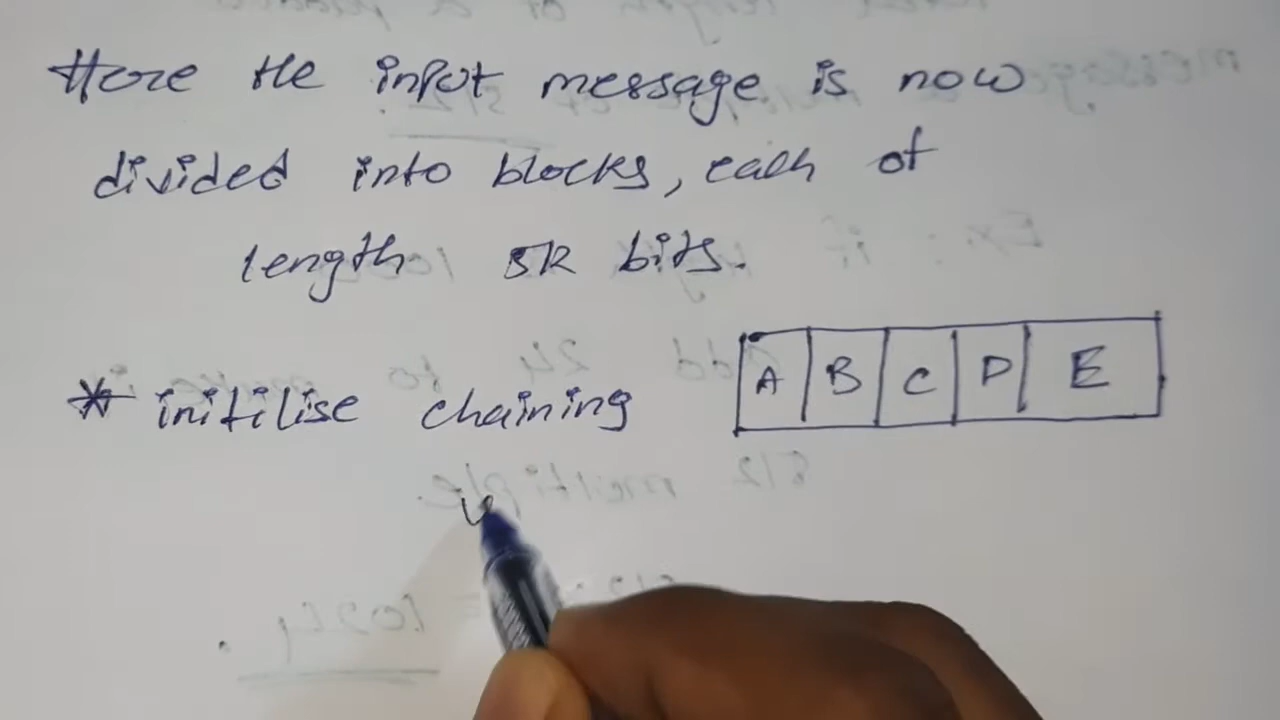 Here the input message is now
divided into blocks, each of
length 512 bits.
* initilise chaining
A B C D E